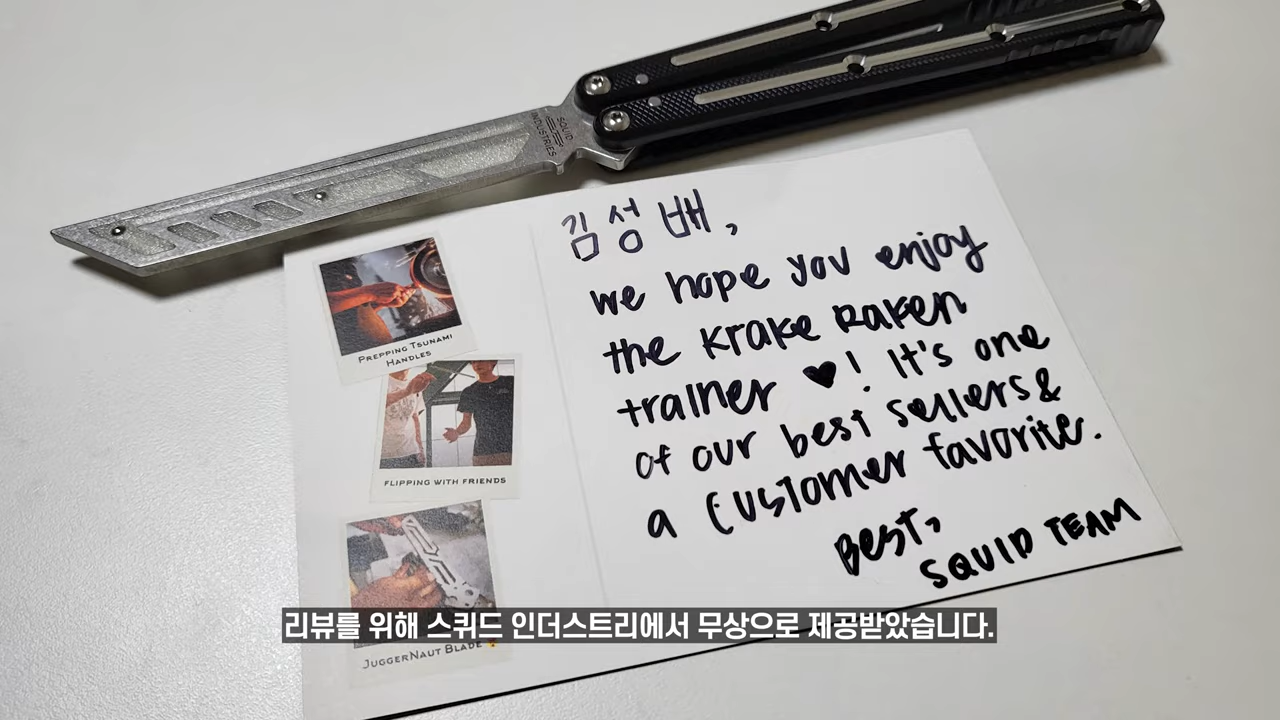 SQUID
INDUSTRIES
김성배,
we hope you enjoy
the Krake Raken
trainer ♥! It's one
of our best sellers &
a customer favorite.
Best,
SQUID TEAM
PREPPING TSUNAMI
HANDLES
FLIPPING WITH FRIENDS
JUGGERNAUT BLADE
리뷰를 위해 스퀴드 인더스트리에서 무상으로 제공받았습니다.